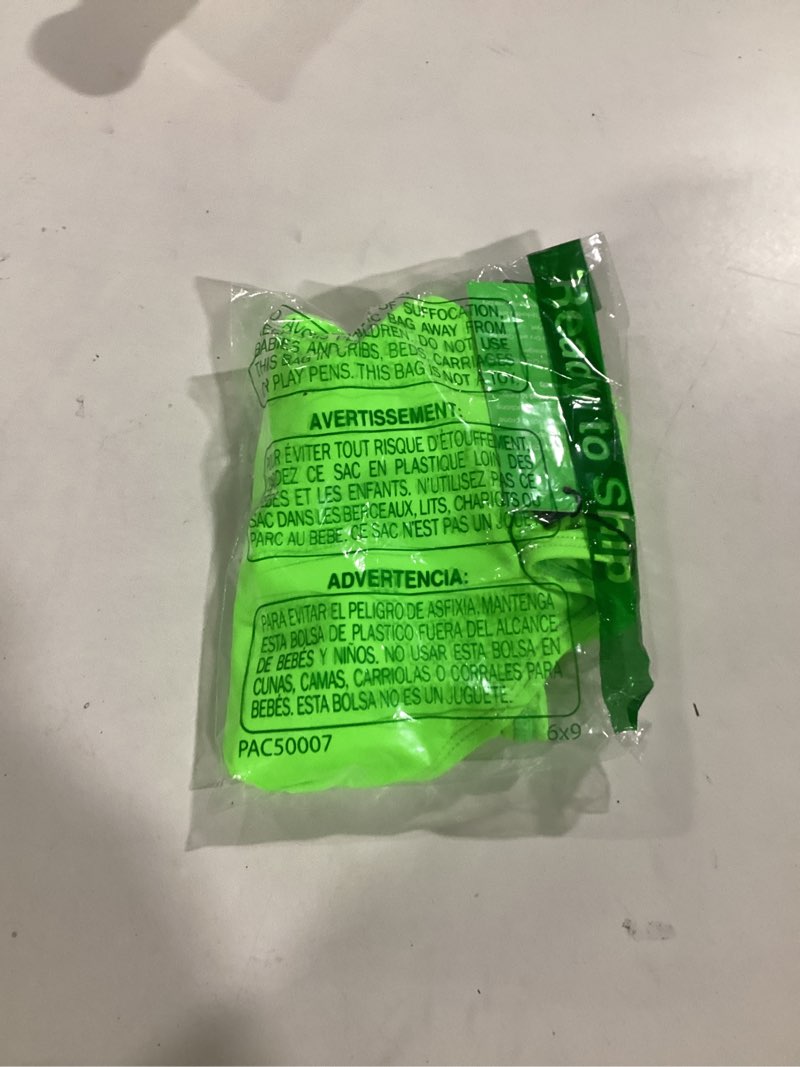 OF SUFFOCATION,
BAG AWAY FROM
BABIES AND CHILDREN. DO NOT USE
THIS BAG IN CRIBS, BEDS, CARRIAGES
PLAY PENS. THIS BAG IS NOT A TOY.
AVERTISSEMENT:
ÉVITER TOUT RISQUE D'ÉTOUFFEMENT,
CE SAC EN PLASTIQUE LOIN DES
ET LES ENFANTS. N'UTILISEZ PAS CE
SAC DANS LES BERCEAUX, LITS, CHARIOTS OU
PARC AU BEBE. CE SAC N'EST PAS UN JOUET
ADVERTENCIA:
PARA EVITAR EL PELIGRO DE ASFIXIA. MANTENGA
ESTA BOLSA DE PLASTICO FUERA DEL ALCANCE
DE BEBÉS Y NIÑOS. NO USAR ESTA BOLSA EN
CUNAS, CAMAS, CARRIOLAS O CORRALES PARA
BEBÉS. ESTA BOLSA NO ES UN JUGUETE.
PAC50007
6x9
Ready to Ship